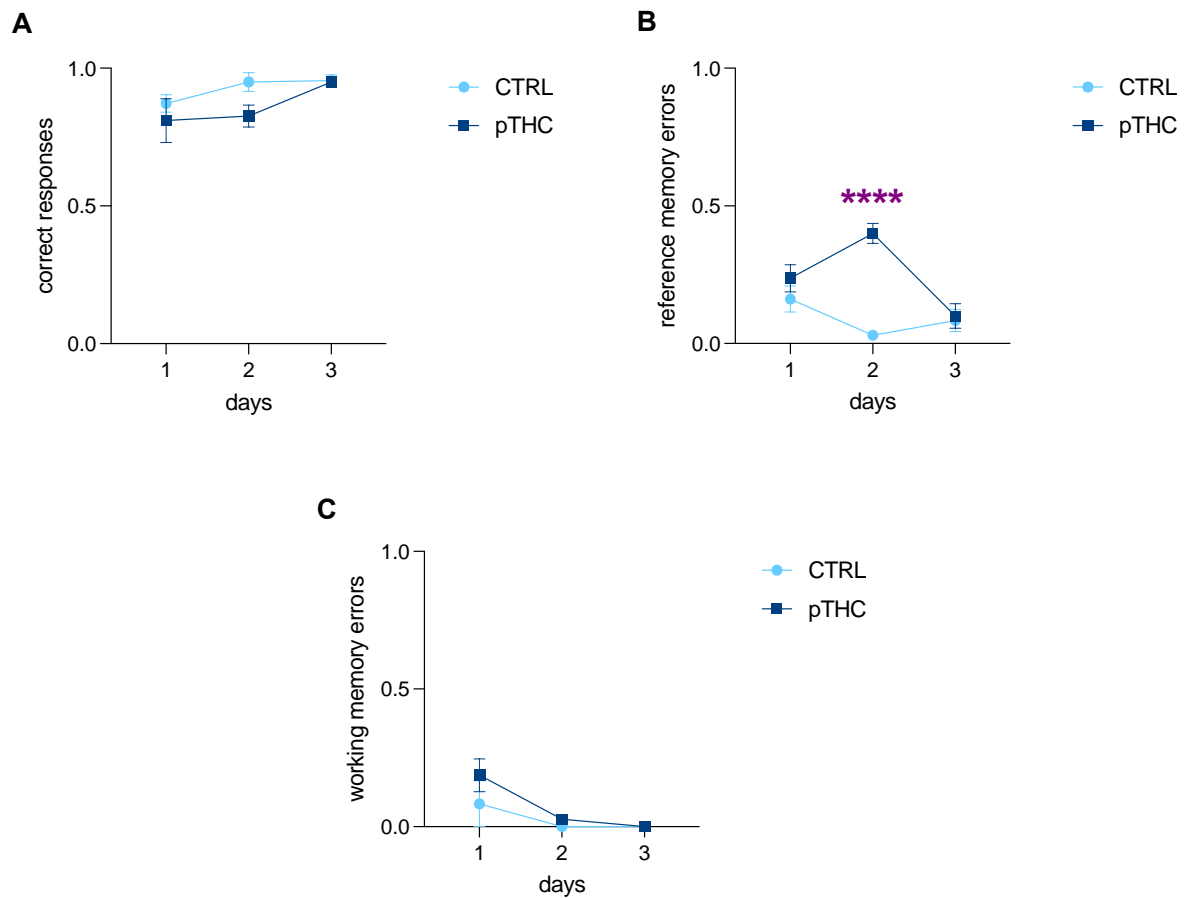 A
1.0
0.5
0.0
correct responses
1
2
3
days
CTRL
pTHC
B
1.0
0.5
0.0
reference memory errors
****
1
2
3
days
CTRL
pTHC
C
1.0
0.5
0.0
working memory errors
1
2
3
days
CTRL
pTHC